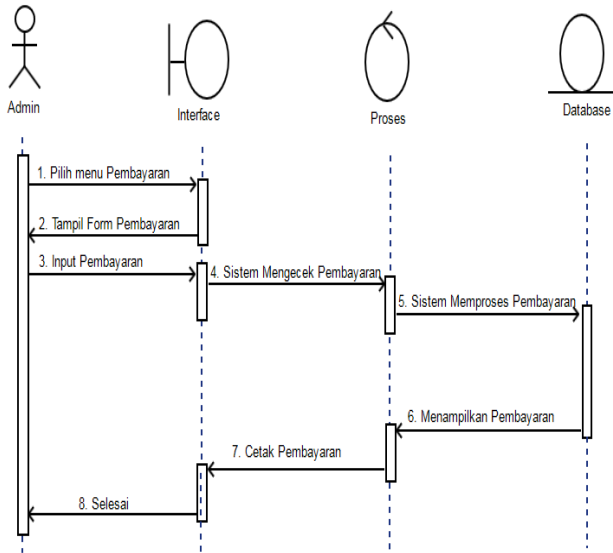 Admin
Interface
Proses
Database
1. Pilih menu Pembayaran
2. Tampil Form Pembayaran
3. Input Pembayaran
4. Sistem Mengecek Pembayaran
5. Sistem Memproses Pembayaran
6. Menampilkan Pembayaran
7. Cetak Pembayaran
8. Selesai